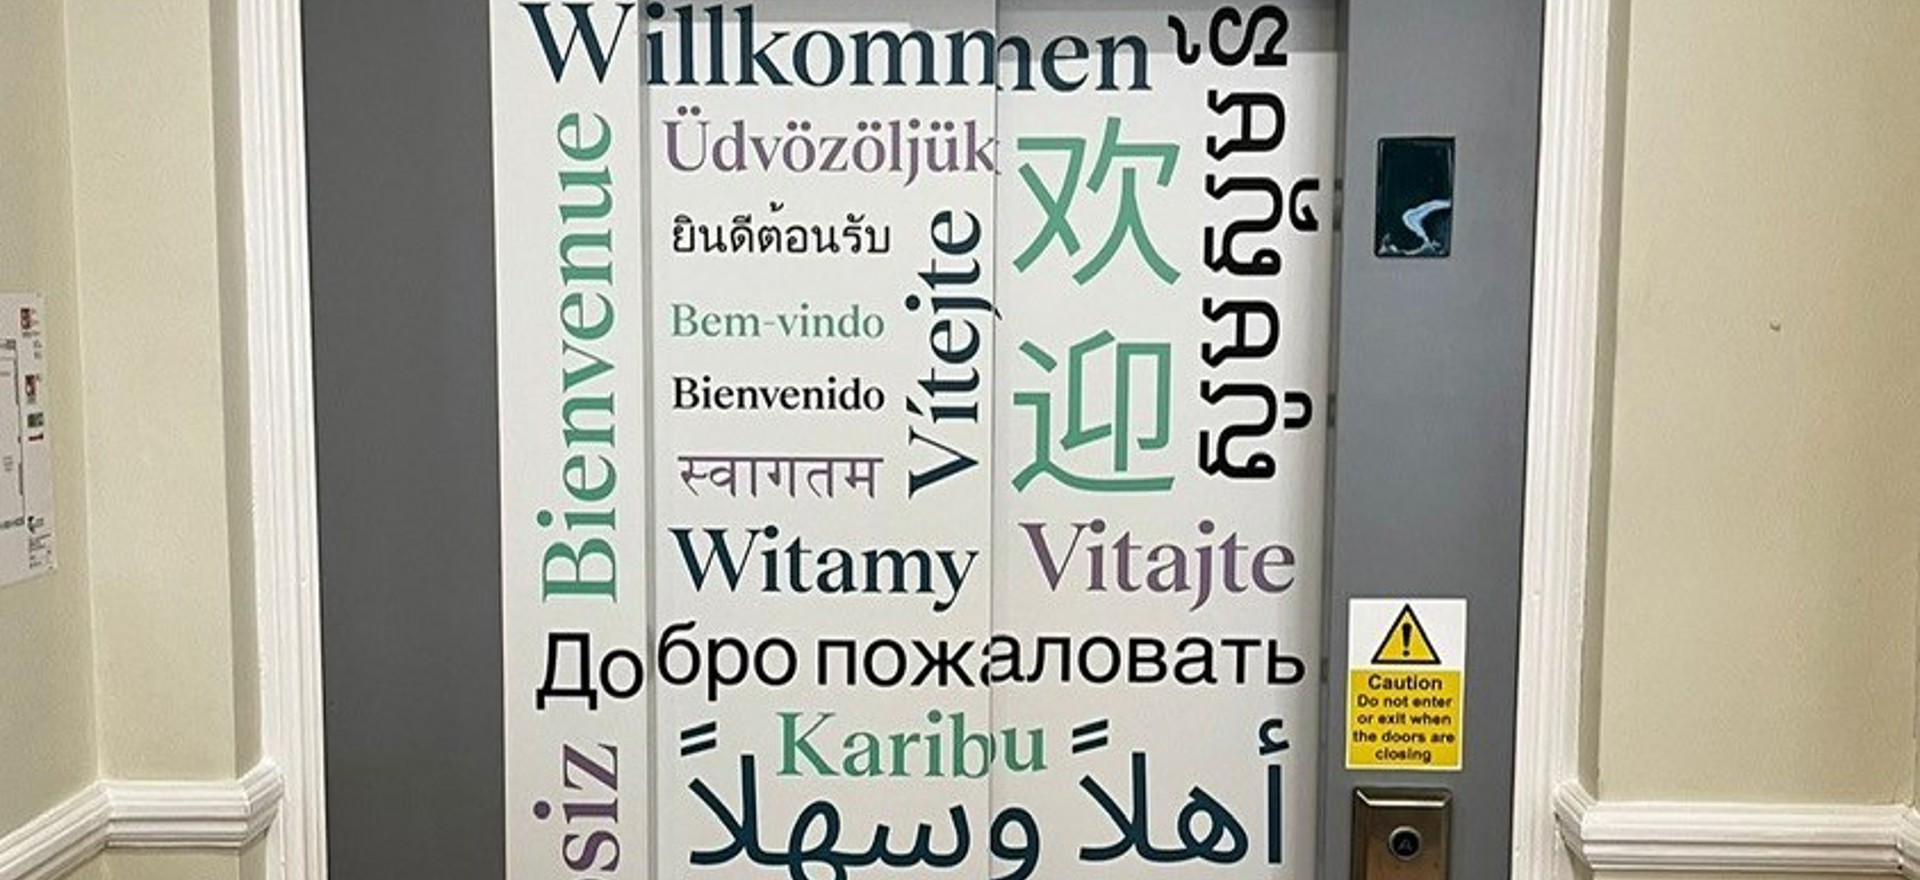 Willkommen
Bienvenue
Üdvözöljük
ยินดีต้อนรับ
Bem-vindo
Bienvenido
Vítejte
स्वागतम
欢迎
Witamy
Vitajte
Добро пожаловать
Karibu
أهلاً وسهلاً
Caution
Do not enter
or exit when
the doors are
closing